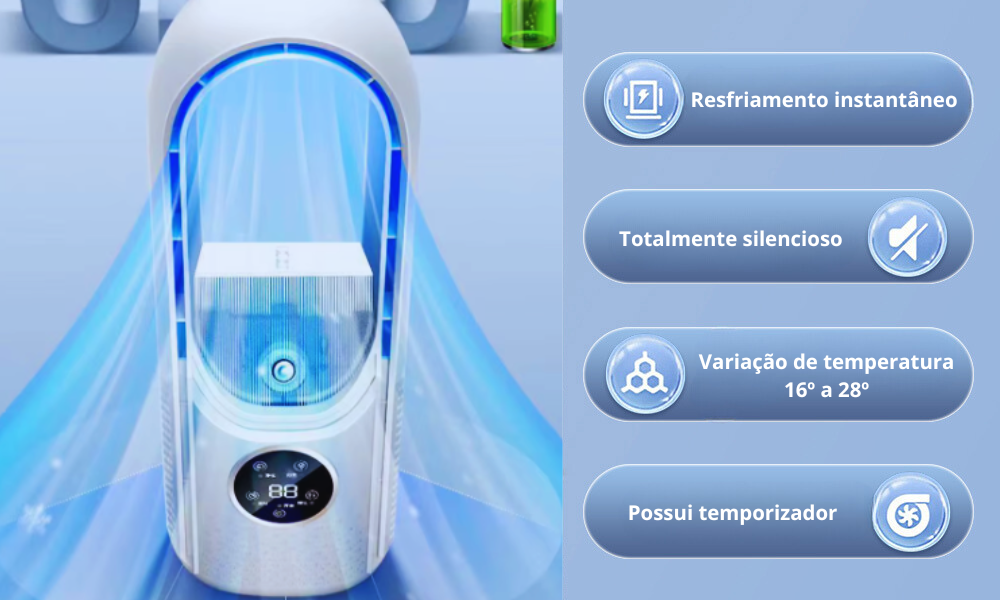 88
Resfriamento instantâneo
Totalmente silencioso
Variação de temperatura
16º a 28º
Possui temporizador